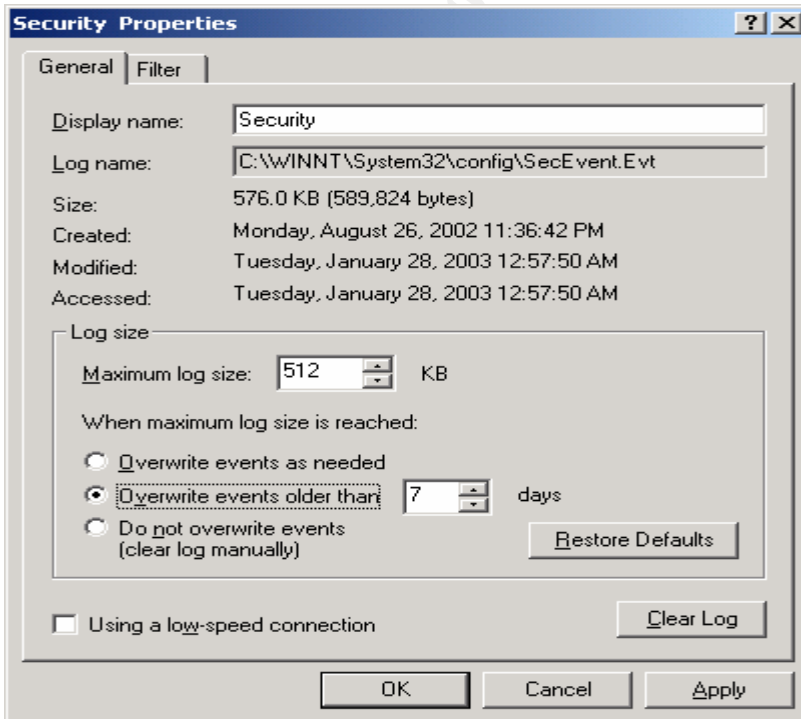 Security Properties
General Filter
Display name: Security
Log name: C:\WINNT\System32\config\SecEvent.Evt
Size: 576.0 KB (589,824 bytes)
Created: Monday, August 26, 2002 11:36:42 PM
Modified: Tuesday, January 28, 2003 12:57:50 AM
Accessed: Tuesday, January 28, 2003 12:57:50 AM
Log size
Maximum log size: 512 KB
When maximum log size is reached:
Overwrite events as needed
Overwrite events older than 7 days
Do not overwrite events
(clear log manually)
Restore Defaults
Using a low-speed connection
Clear Log
OK Cancel Apply